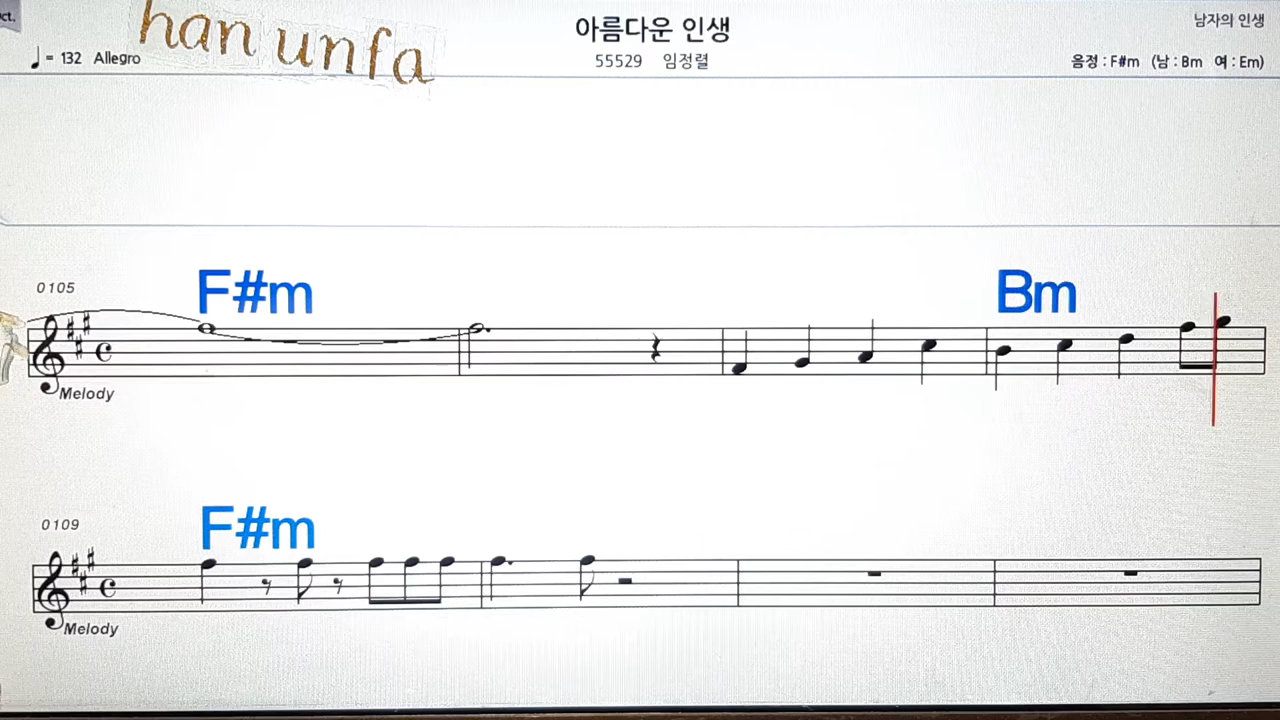 ct.
han unfa
아름다운 인생
남자의 인생
= 132 Allegro
55529 임정렬
음정 : F#m (남 : Bm 여 : Em)
0105
F#m
Bm
Melody
0109
F#m
Melody